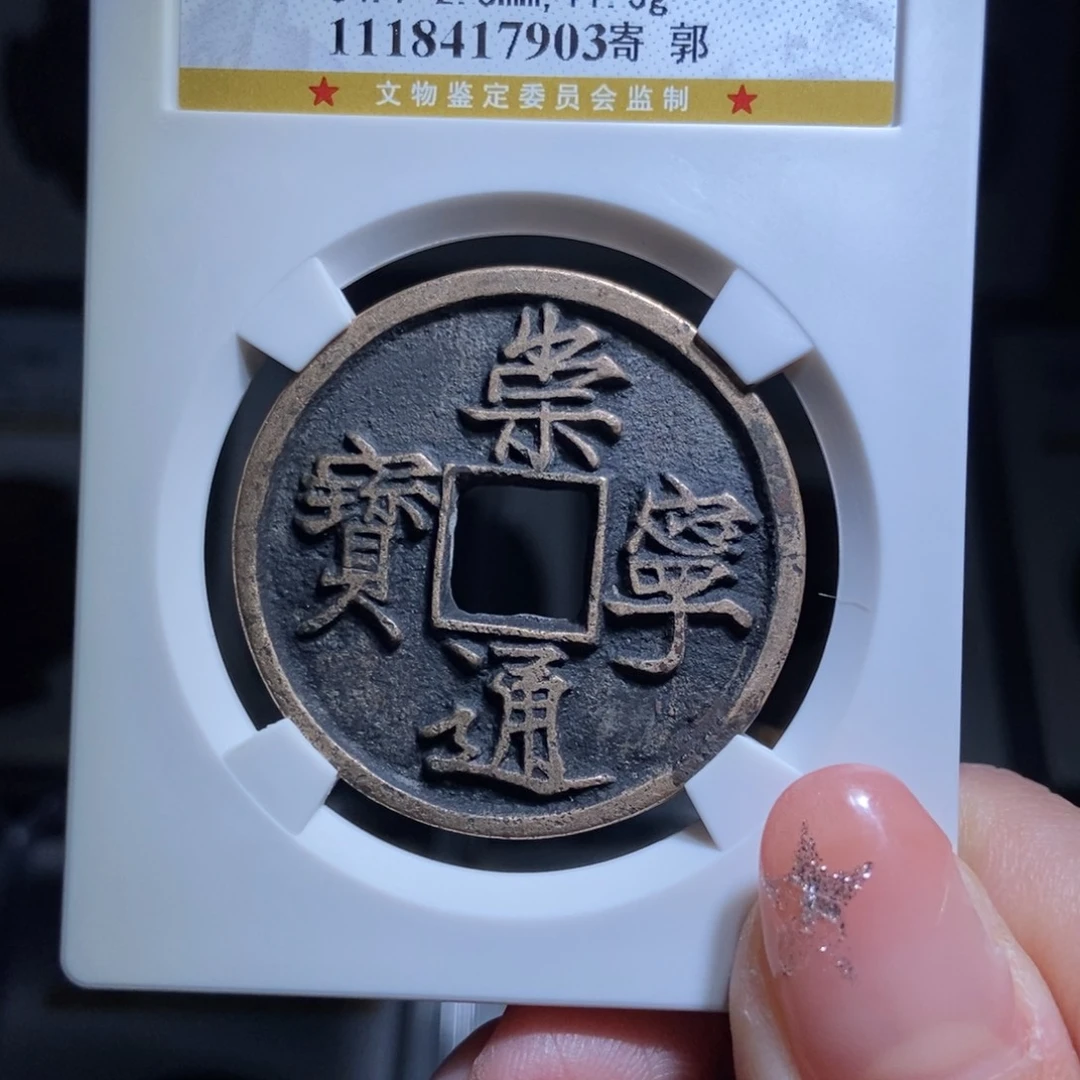 1118417903寄 郭
文物鉴定委员会监制
崇
寧
通
寶